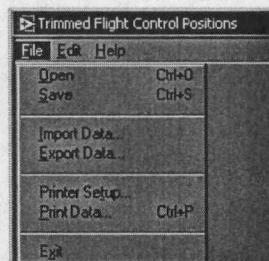 Trimmed Flight Control Positions
File Edit Help
Open Ctrl+O
Save Ctrl+S
Import Data...
Export Data...
Printer Setup...
Print Data... Ctrl+P
Exit